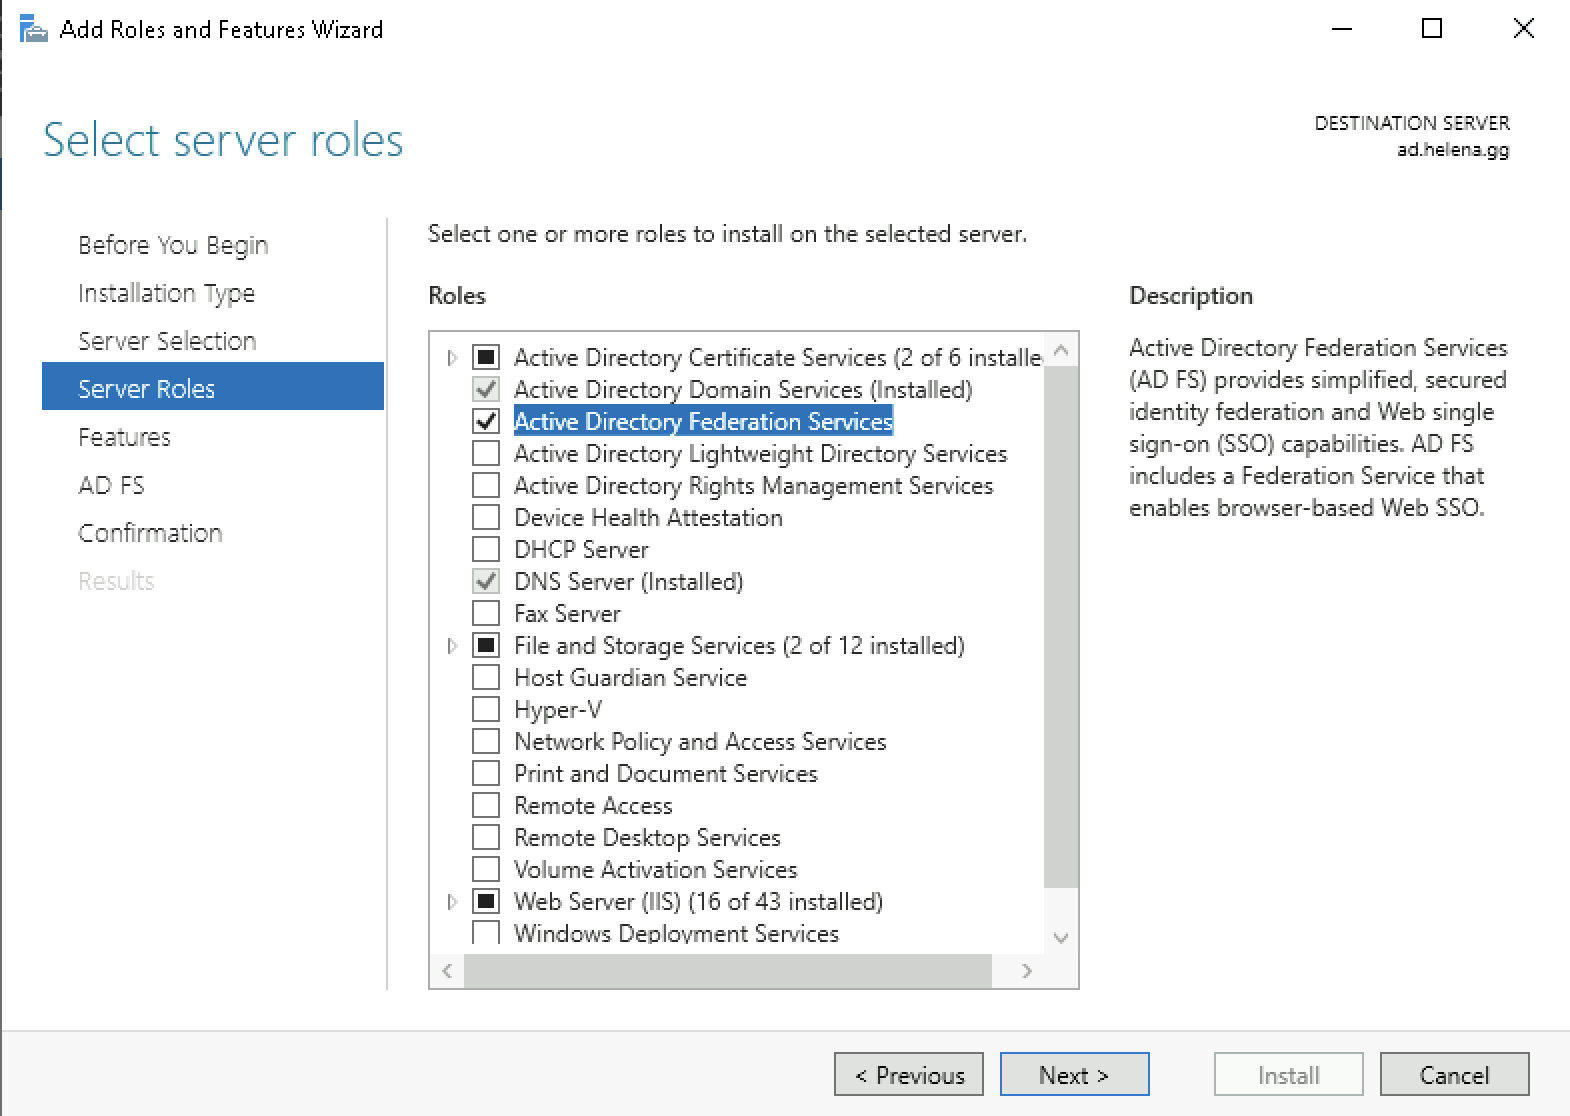 Add Roles and Features Wizard
Select server roles
DESTINATION SERVER
ad.helena.gg
Before You Begin
Installation Type
Server Selection
Server Roles
Features
AD FS
Confirmation
Results
Select one or more roles to install on the selected server.
Roles
Active Directory Certificate Services (2 of 6 installe
Active Directory Domain Services (Installed)
Active Directory Federation Services
Active Directory Lightweight Directory Services
Active Directory Rights Management Services
Device Health Attestation
DHCP Server
DNS Server (Installed)
Fax Server
File and Storage Services (2 of 12 installed)
Host Guardian Service
Hyper-V
Network Policy and Access Services
Print and Document Services
Remote Access
Remote Desktop Services
Volume Activation Services
Web Server (IIS) (16 of 43 installed)
Windows Deployment Services
Description
Active Directory Federation Services
(AD FS) provides simplified, secured
identity federation and Web single
sign-on (SSO) capabilities. AD FS
includes a Federation Service that
enables browser-based Web SSO.
< Previous
Next >
Install
Cancel